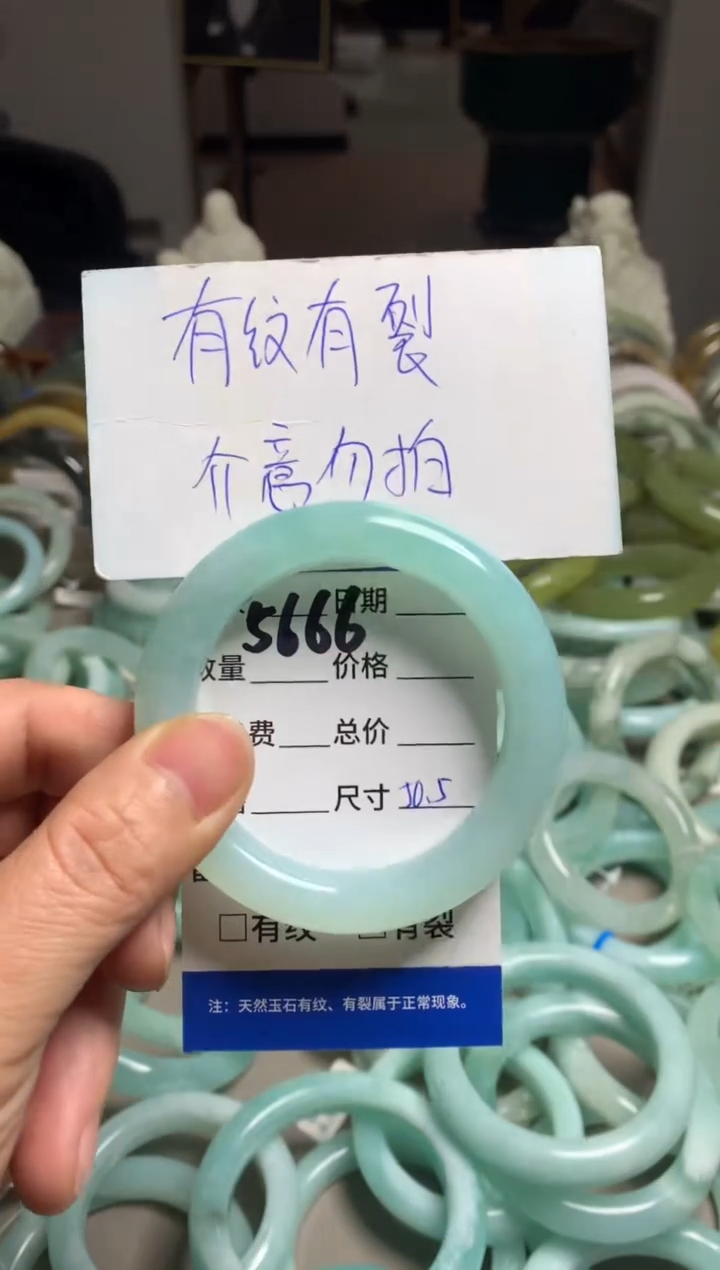 有纹有裂
介意勿拍
5666
日期
数量 价格
费 总价
尺寸 50.5
□有纹 □有裂
注：天然玉石有纹、有裂属于正常现象。